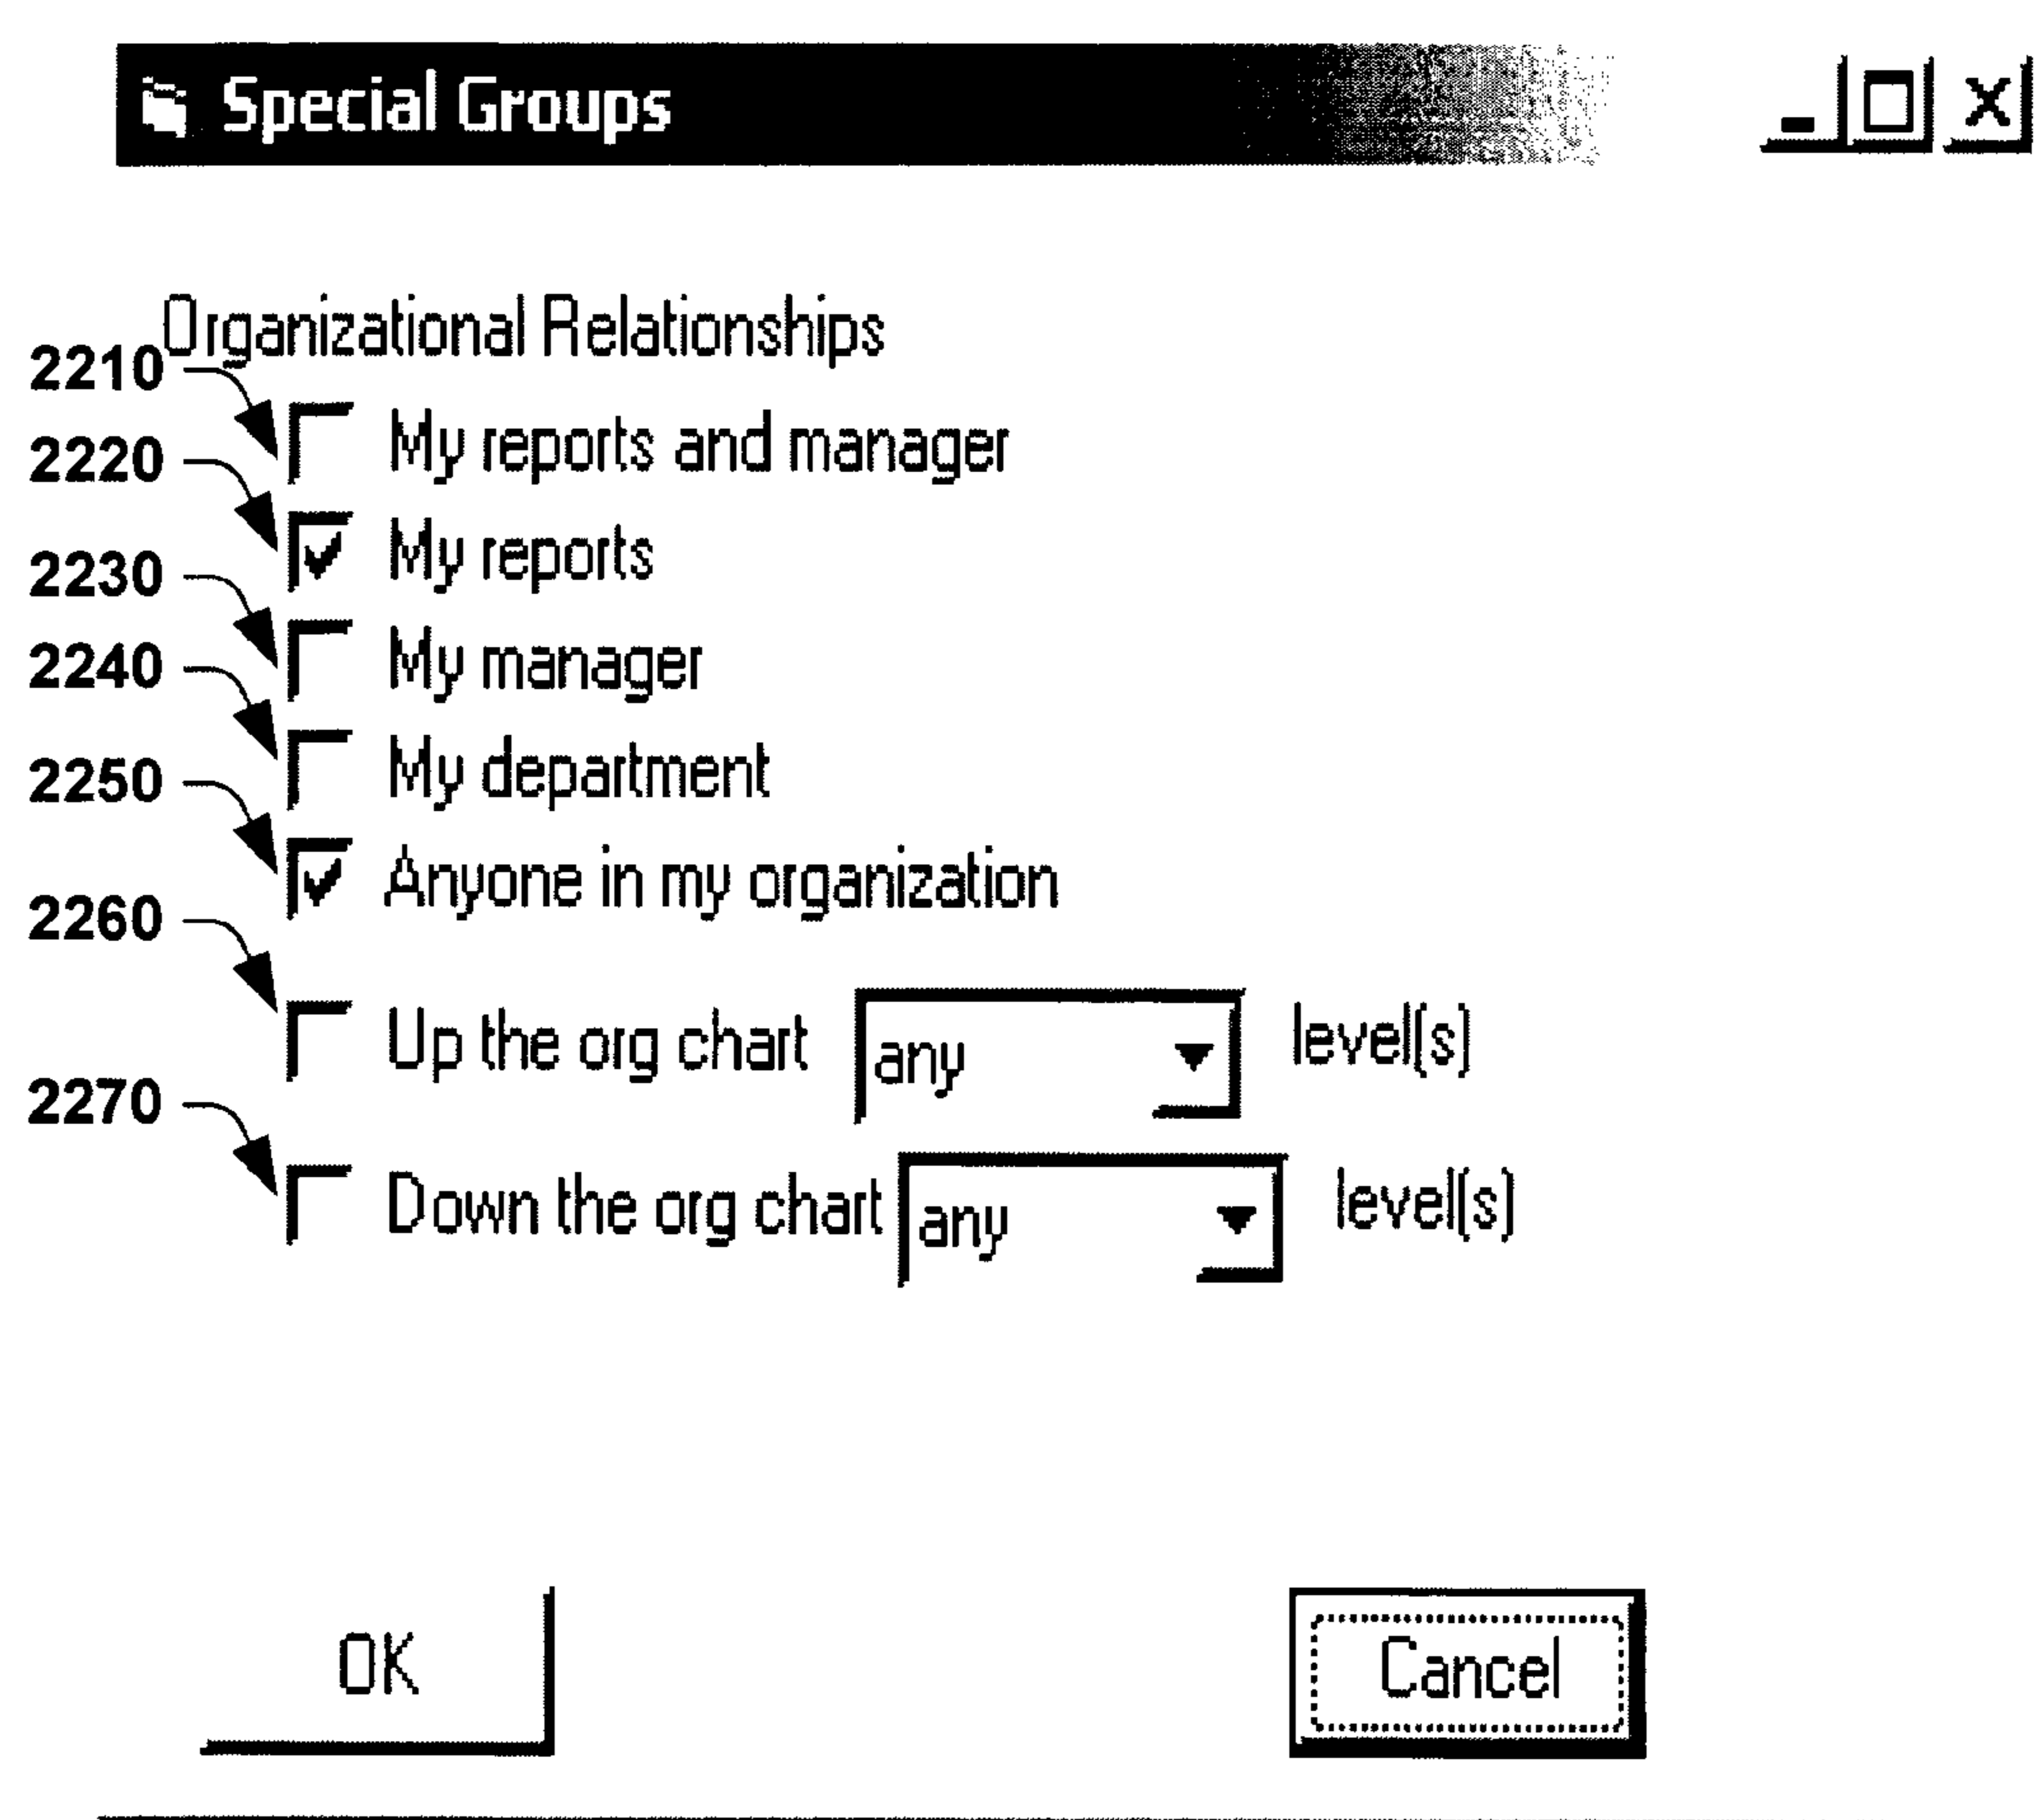 Special Groups
Organizational Relationships
2210 My reports and manager
2220 My reports
2230 My manager
2240 My department
2250 Anyone in my organization
2260 Up the org chart any level(s)
2270 Down the org chart any level(s)
OK Cancel